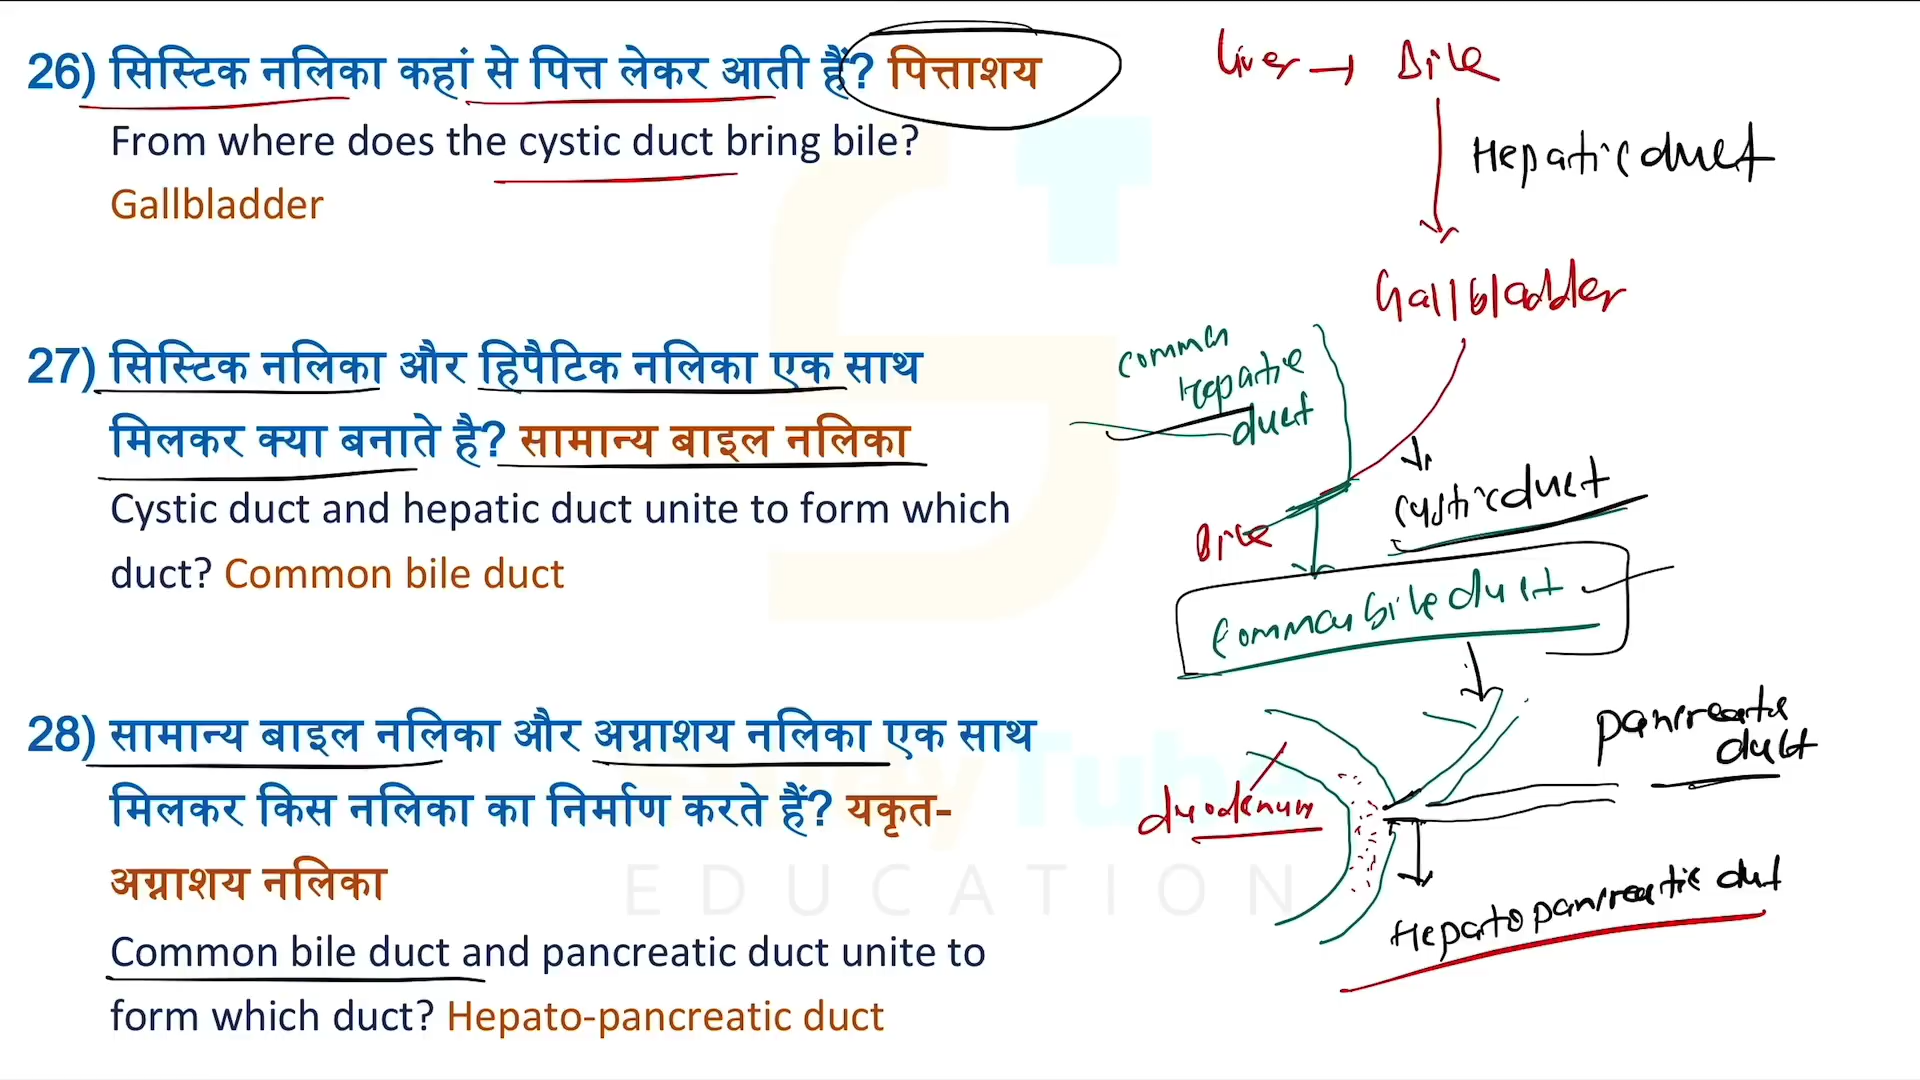 26) सिस्टिक नलिका कहां से पित्त लेकर आती हैं? पित्ताशय
From where does the cystic duct bring bile?
Gallbladder
27) सिस्टिक नलिका और हिपैटिक नलिका एक साथ
मिलकर क्या बनाते है? सामान्य बाइल नलिका
Cystic duct and hepatic duct unite to form which
duct? Common bile duct
28) सामान्य बाइल नलिका और अग्नाशय नलिका एक साथ
मिलकर किस नलिका का निर्माण करते हैं? यकृत-
अग्नाशय नलिका
Common bile duct and pancreatic duct unite to
form which duct? Hepato-pancreatic duct
Liver → Bile
Hepatic duct
Gallbladder
common
Hepatic
duct
cystic duct
Bile
Common bile duct
pancreatic
duct
duodenum
Hepatopancreatic duct
EDUCATION